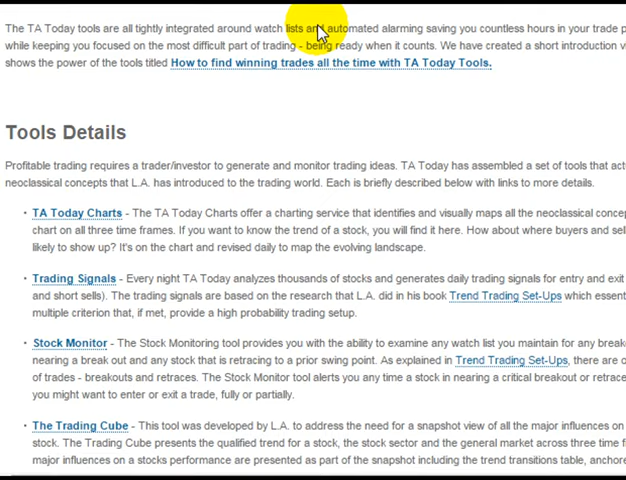 The TA Today tools are all tightly integrated around watch lists and automated alarming saving you countless hours in your trade
while keeping you focused on the most difficult part of trading - being ready when it counts. We have created a short introduction
shows the power of the tools titled How to find winning trades all the time with TA Today Tools.
Tools Details
Profitable trading requires a trader/investor to generate and monitor trading ideas. TA Today has assembled a set of tools that
neoclassical concepts that L.A. has introduced to the trading world. Each is briefly described below with links to more details.
• TA Today Charts - The TA Today Charts offer a charting service that identifies and visually maps all the neoclassical
chart on all three time frames. If you want to know the trend of a stock, you will find it here. How about where buyers and
likely to show up? It's on the chart and revised daily to map the evolving landscape.
• Trading Signals - Every night TA Today analyzes thousands of stocks and generates daily trading signals for entry and exit
and short sells). The trading signals are based on the research that L.A. did in his book Trend Trading Set-Ups which
multiple criterion that, if met, provide a high probability trading setup.
• Stock Monitor - The Stock Monitoring tool provides you with the ability to examine any watch list you maintain for any
nearing a break out and any stock that is retracing to a prior swing point. As explained in Trend Trading Set-Ups, there are
of trades - breakouts and retraces. The Stock Monitor tool alerts you any time a stock in nearing a critical breakout or
you might want to enter or exit a trade, fully or partially.
• The Trading Cube - This tool was developed by L.A. to address the need for a snapshot view of all the major influences on
stock. The Trading Cube presents the qualified trend for a stock, the stock sector and the general market across three time
major influences on a stocks performance are presented as part of the snapshot including the trend transitions table,